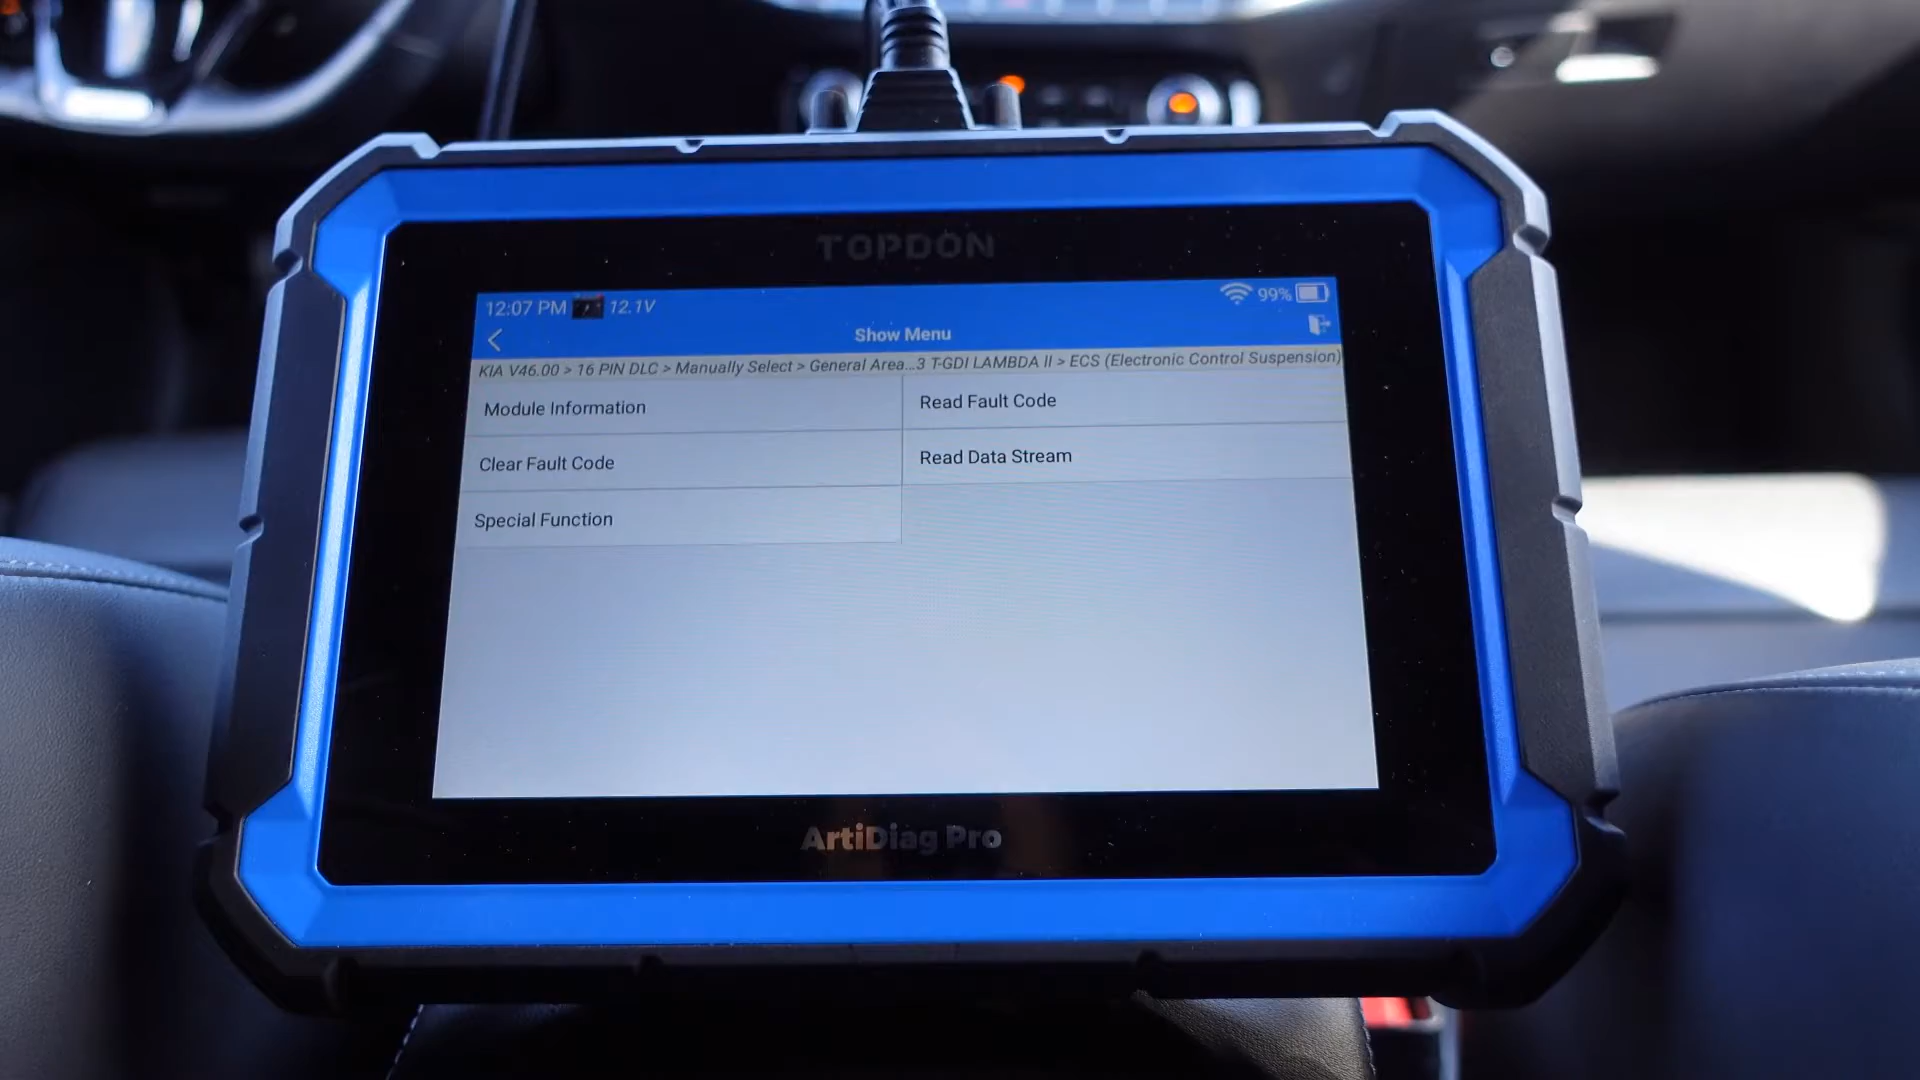 TOPDON
12:07 PM 12.1V 99%
Show Menu
KIA V46.00 > 16 PIN DLC > Manually Select > General Area...3 T-GDI LAMBDA II > ECS (Electronic Control Suspension)
Module Information
Read Fault Code
Clear Fault Code
Read Data Stream
Special Function
ArtiDiag Pro